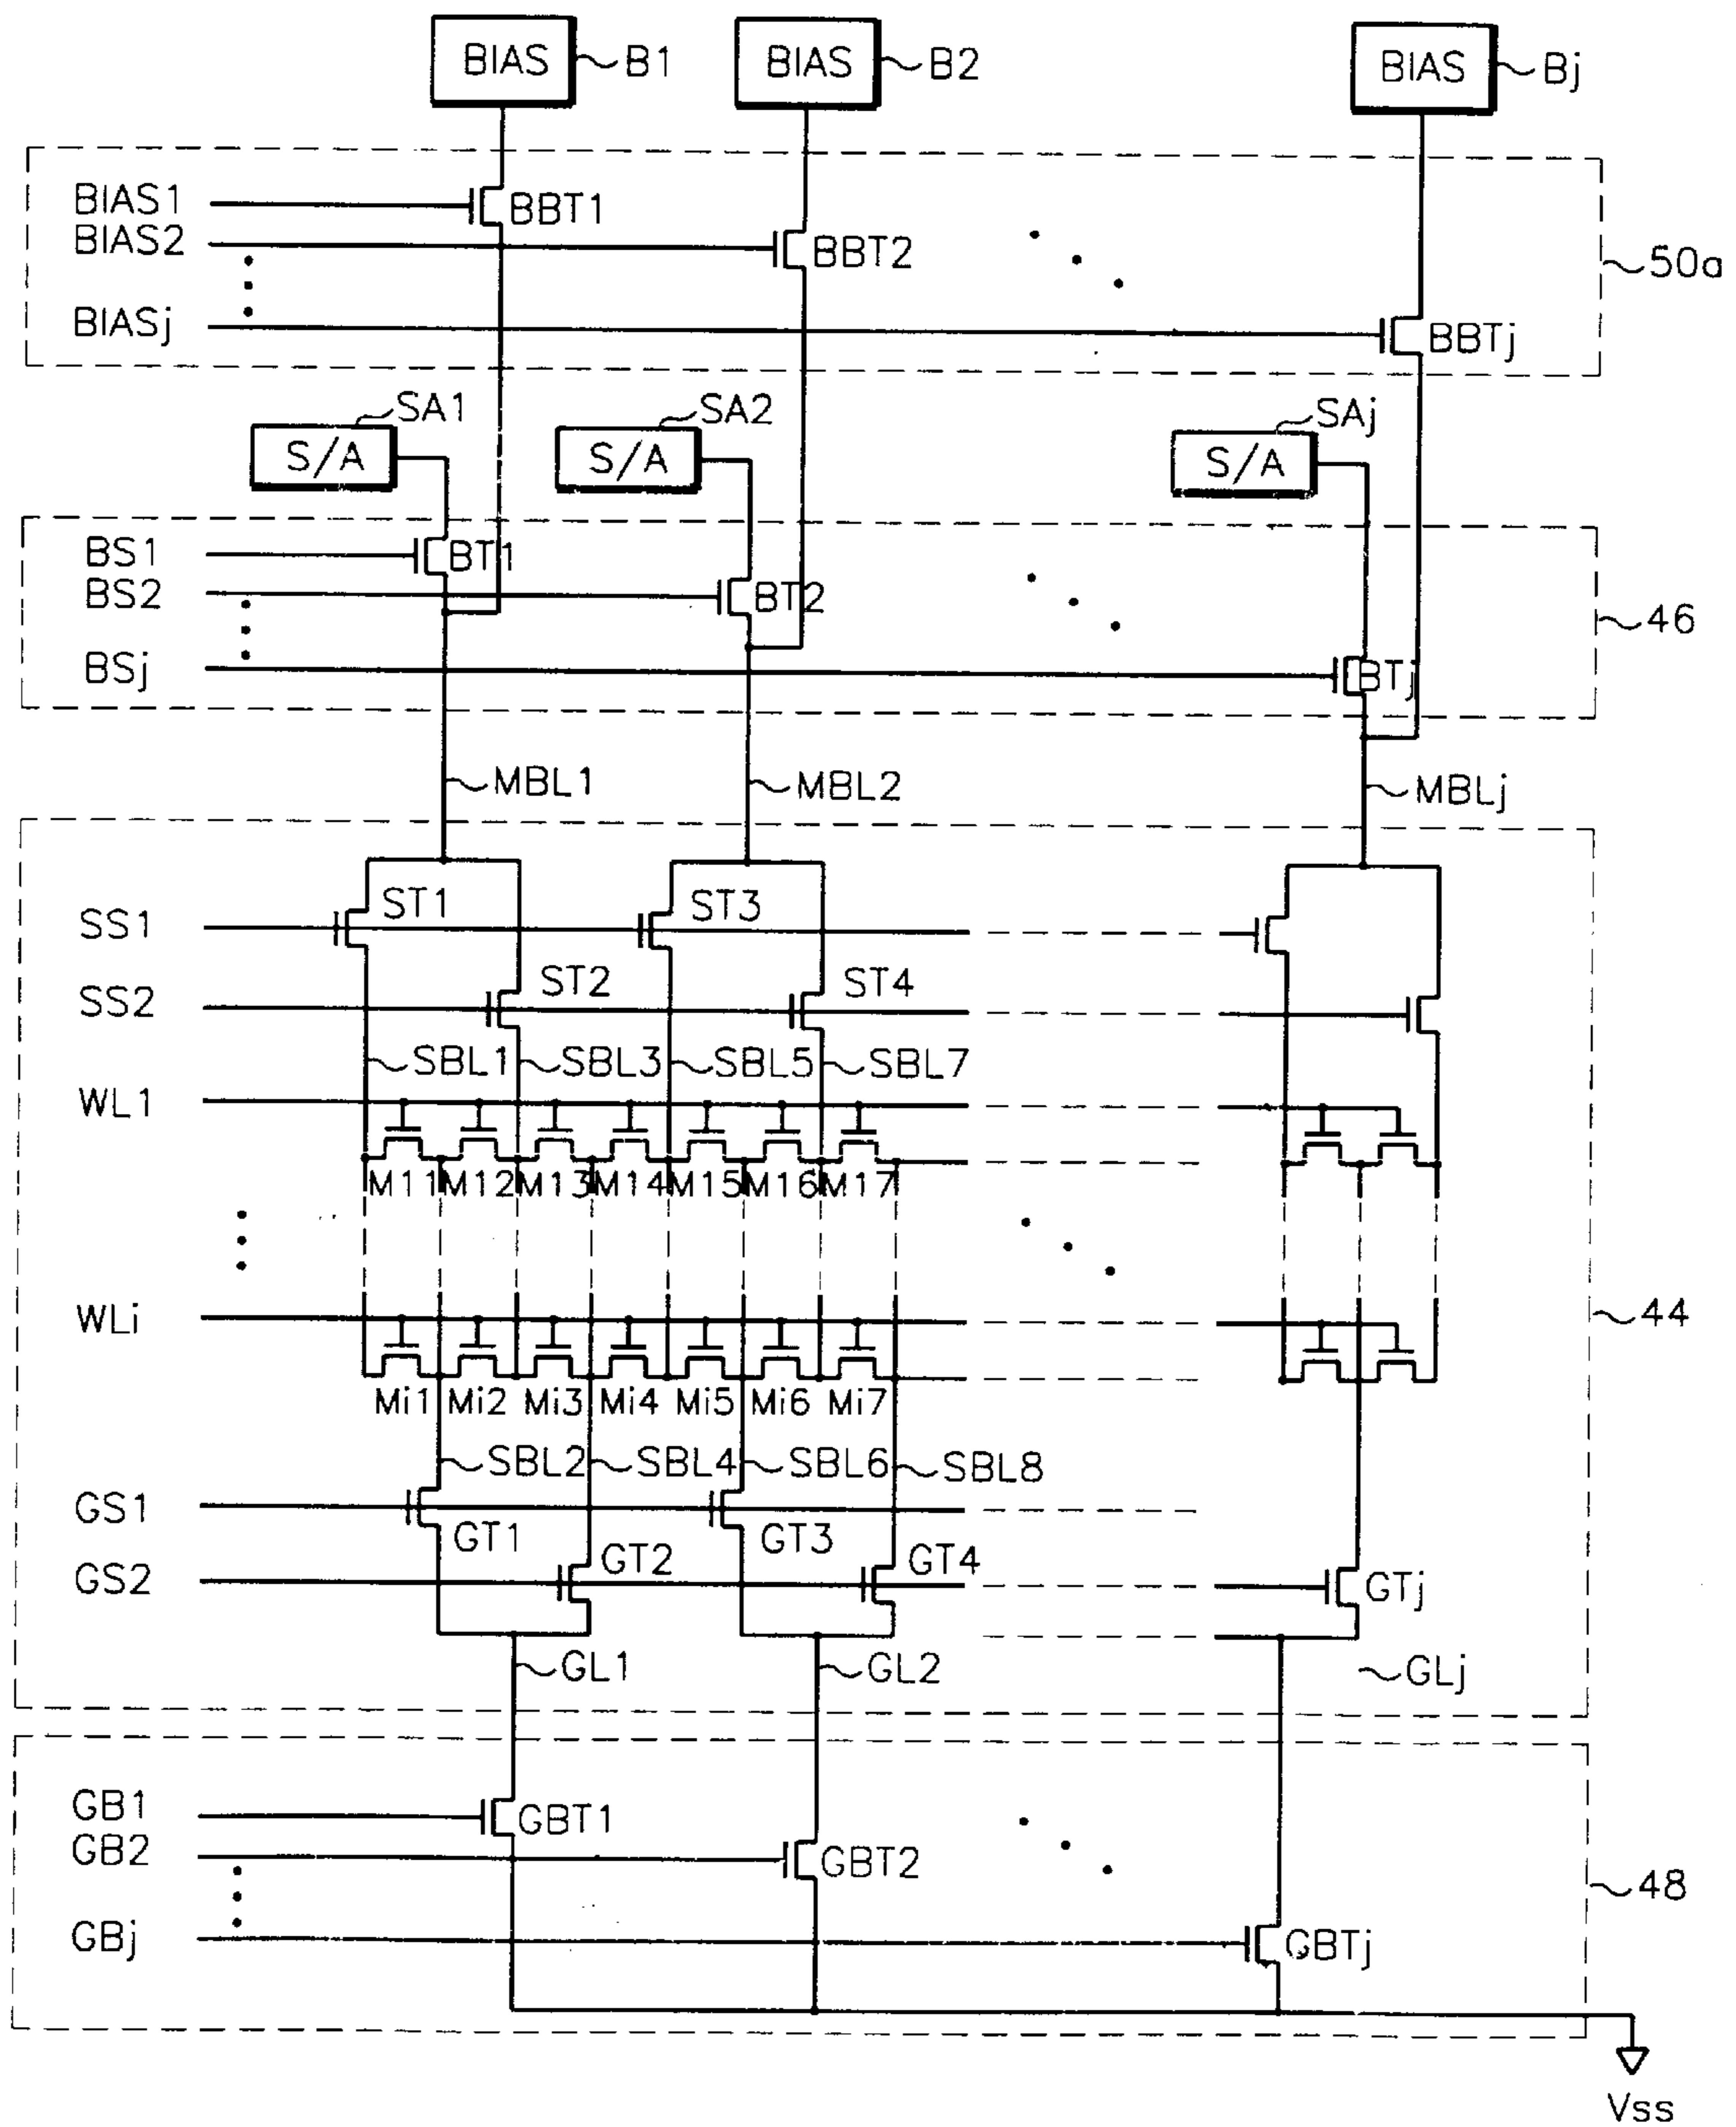 BIAS B1 BIAS B2 BIAS Bj
BIAS1 BBT1
BIAS2 BBT2
50a
BIASj BBTj
SA1 SA2 SAj
S/A S/A S/A
BS1 BT1
BS2 BT2
46
BSj BTj
MBL1 MBL2 MBLj
ST1 ST3
SS1
ST2 ST4
SS2
SBL1 SBL3 SBL5 SBL7
WL1
M11 M12 M13 M14 M15 M16 M17
WLi 44
Mi1 Mi2 Mi3 Mi4 Mi5 Mi6 Mi7
SBL2 SBL4 SBL6 SBL8
GS1
GT1 GT3
GS2 GT2 GT4 GTj
GL1 GL2 GLj
GB1 GBT1
GB2 GBT2
48
GBj GBTj
Vss